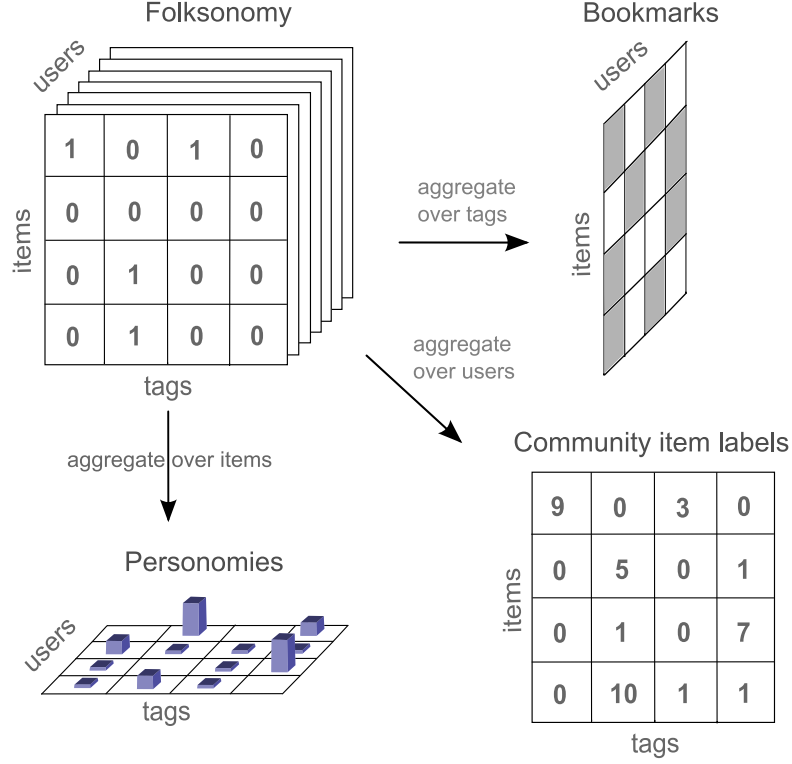 Folksonomy
users
items
1 0 1 0
0 0 0 0
0 1 0 0
0 1 0 0
tags
aggregate
over tags
Bookmarks
users
items
aggregate
over users
aggregate over items
Personomies
users
tags
Community item labels
items
9 0 3 0
0 5 0 1
0 1 0 7
0 10 1 1
tags